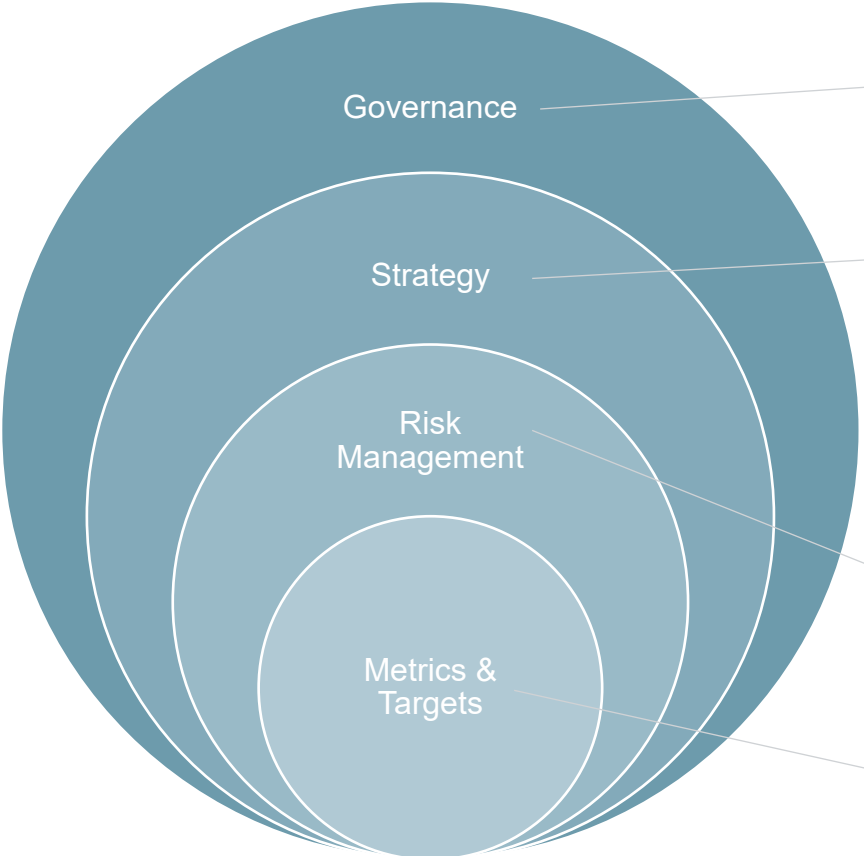 Governance
Strategy
Risk
Management
Metrics &
Targets